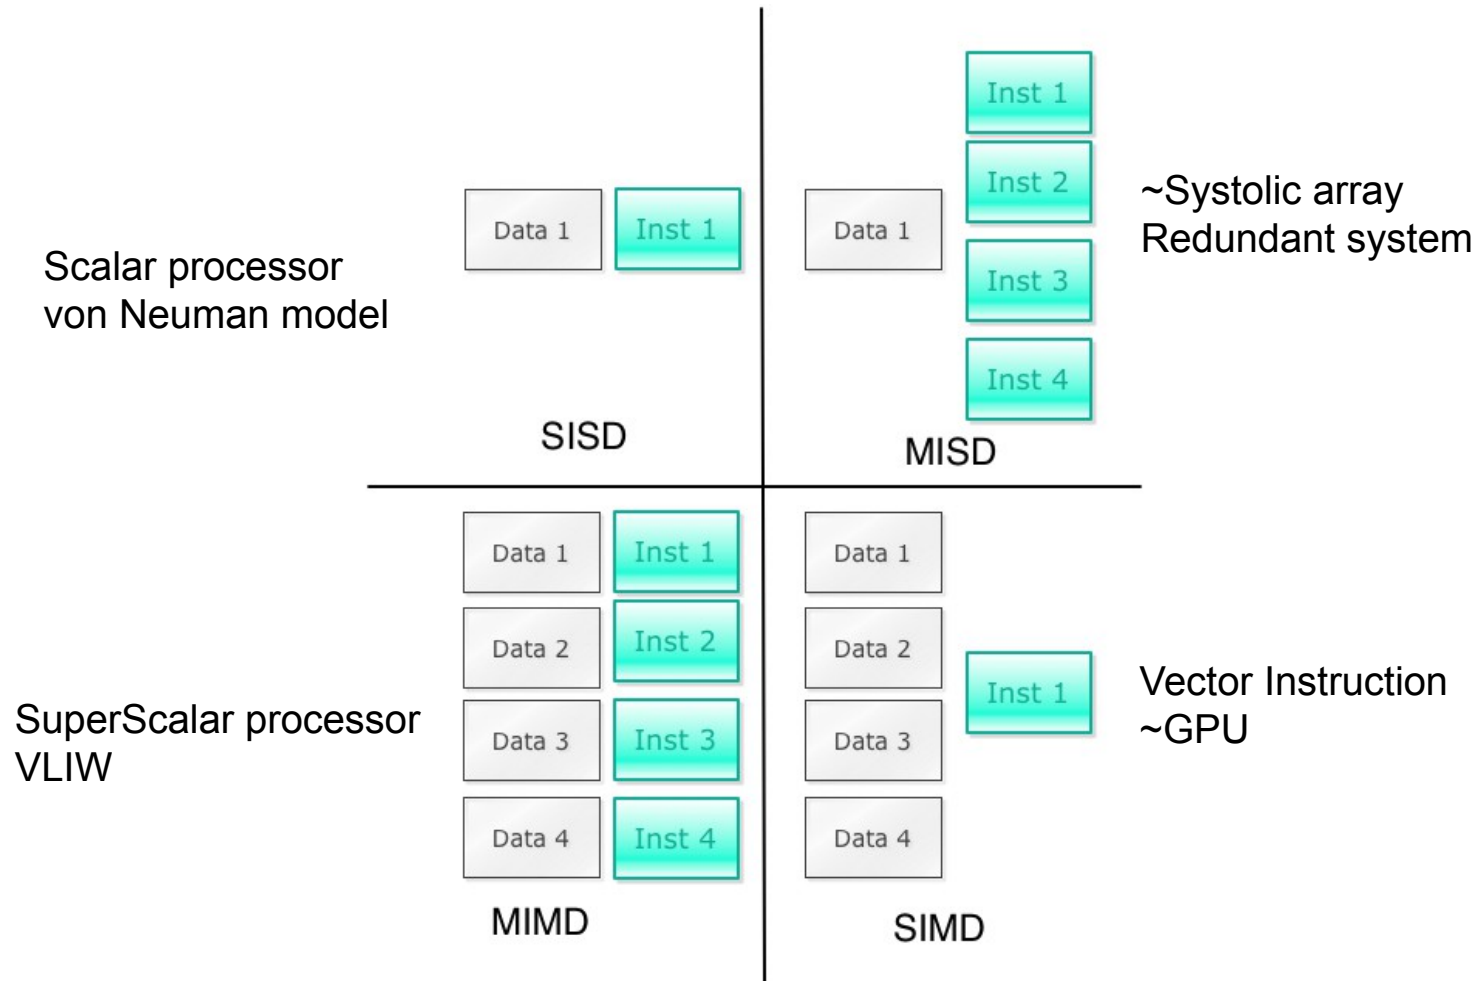 Scalar processor
von Neuman model
Data 1
Inst 1
SISD
Data 1
Inst 1
Inst 2
Inst 3
Inst 4
MISD
~Systolic array
Redundant system
SuperScalar processor
VLIW
Data 1
Inst 1
Data 2
Inst 2
Data 3
Inst 3
Data 4
Inst 4
MIMD
Data 1
Data 2
Data 3
Data 4
Inst 1
SIMD
Vector Instruction
~GPU